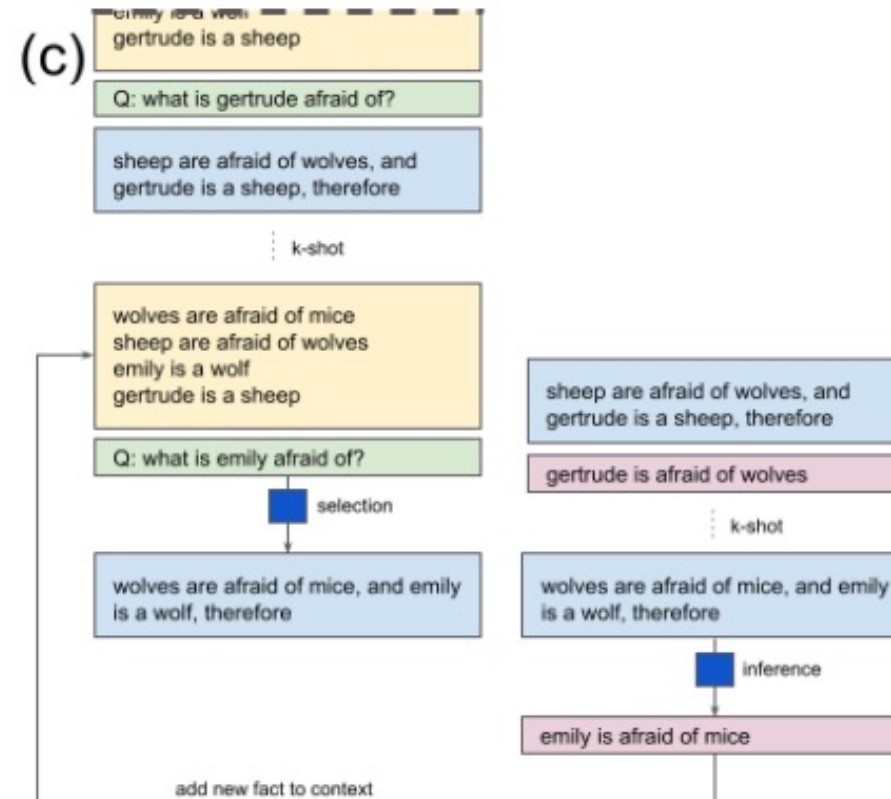 (c)
emily is a wolf
gertrude is a sheep
Q: what is gertrude afraid of?
sheep are afraid of wolves, and
gertrude is a sheep, therefore
k-shot
wolves are afraid of mice
sheep are afraid of wolves
emily is a wolf
gertrude is a sheep
Q: what is emily afraid of?
selection
wolves are afraid of mice, and emily
is a wolf, therefore
sheep are afraid of wolves, and
gertrude is a sheep, therefore
gertrude is afraid of wolves
k-shot
wolves are afraid of mice, and emily
is a wolf, therefore
inference
emily is afraid of mice
add new fact to context